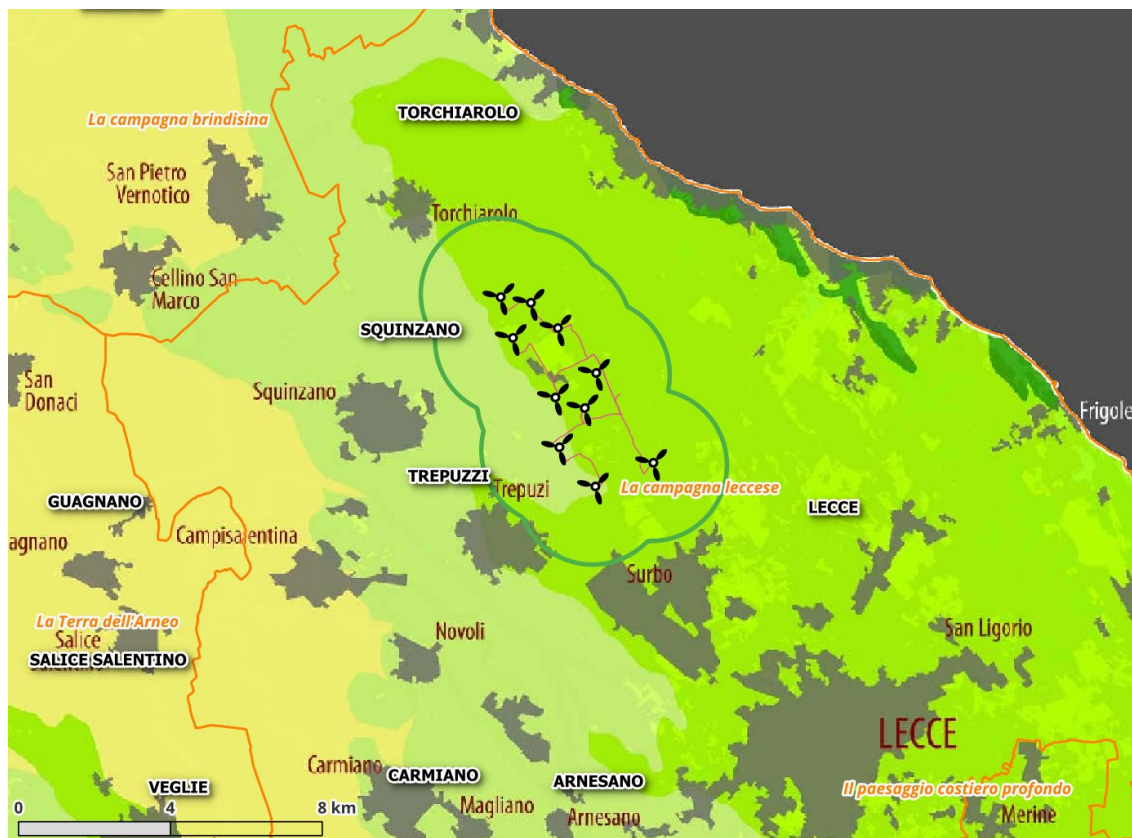 TORCHIAROLO
La campagna brindisina
San Pietro
Vernotico
Torchiarolo
Cellino San
Marco
SQUINZANO
San
Donaci
Squinzano
Frigole
TREPUZZI
Trepuzi
La campagna leccese
GUAGNANO
LECCE
Campisalentina
agnano
Surbo
La Terra dell'Arneo
Salice
Novoli
San Ligorio
SALICE SALENTINO
LECCE
Carmiano
CARMIANO
ARNESANO
VEGLIE
Il paesaggio costiero profondo
0 4 8 km
Magliano
Arnesano
Merine